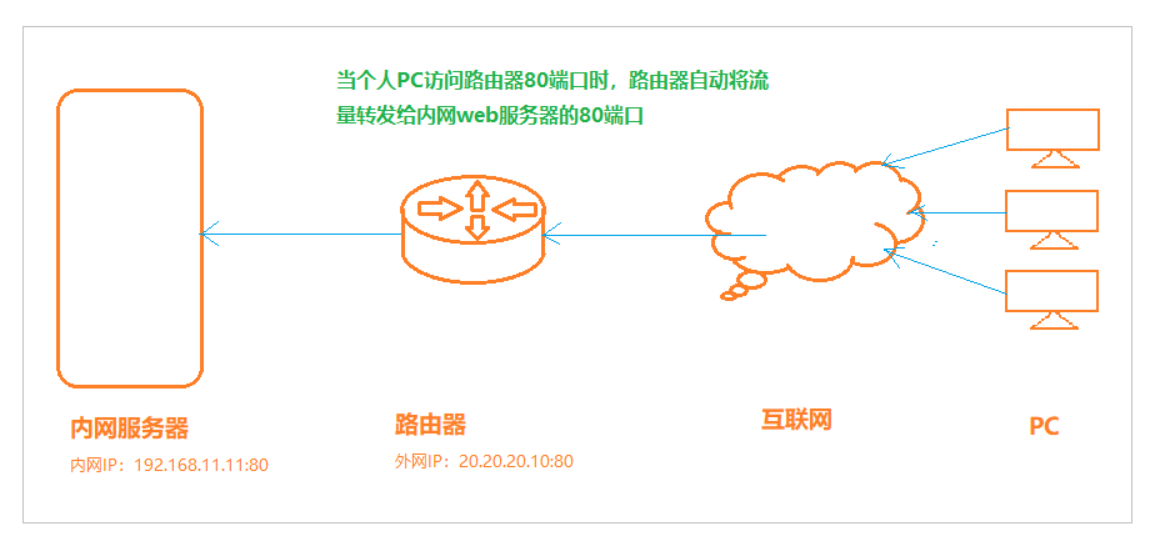 当个人PC访问路由器80端口时，路由器自动将流
量转发给内网web服务器的80端口
内网服务器
内网IP：192.168.11.11:80
路由器
外网IP：20.20.20.10:80
互联网
PC